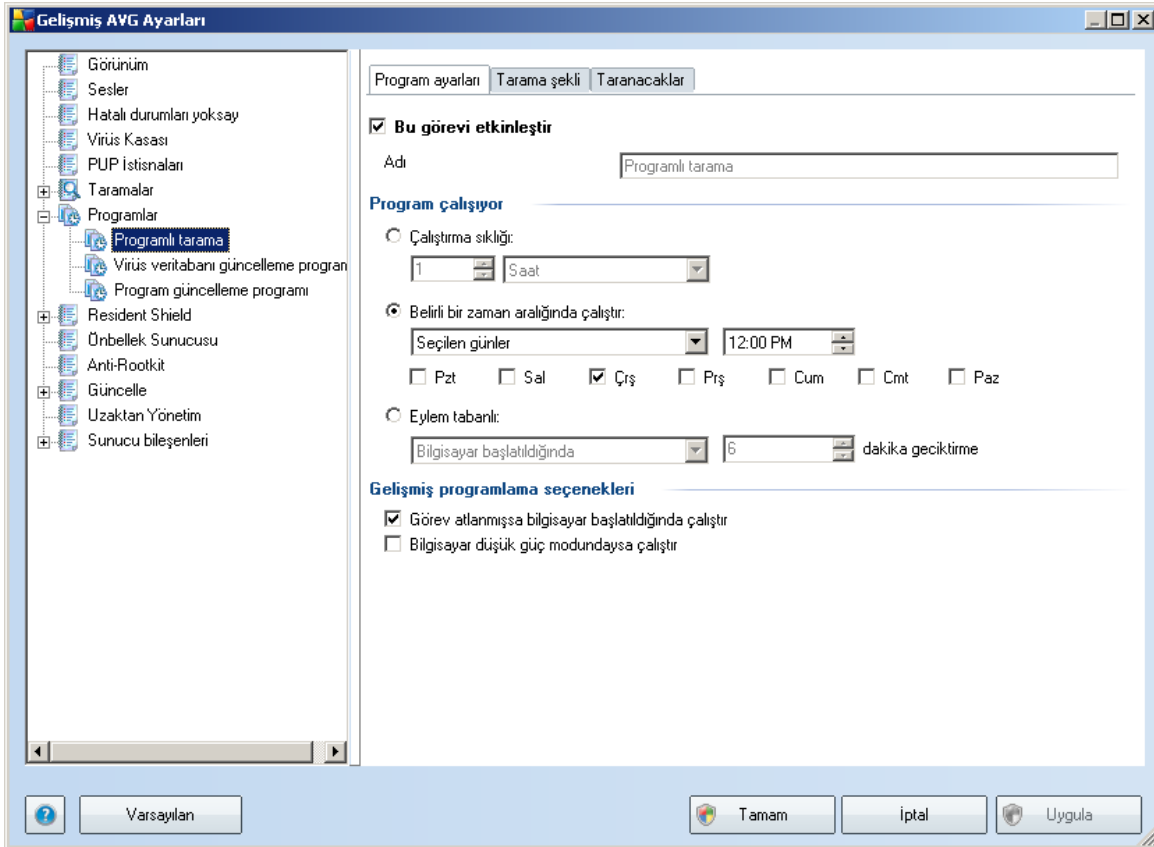 Gelişmiş AVG Ayarları
Görünüm
Sesler
Hatalı durumları yoksay
Virüs Kasası
PUP İstisnaları
Taramalar
Programlar
Programlı tarama
Virüs veritabanı güncelleme program
Program güncelleme programı
Resident Shield
Önbellek Sunucusu
Anti-Rootkit
Güncelle
Uzaktan Yönetim
Sunucu bileşenleri
Program ayarları Tarama şekli Taranacaklar
Bu görevi etkinleştir
Adı Programlı tarama
Program çalışıyor
Çalıştırma sıklığı:
1 Saat
Belirli bir zaman aralığında çalıştır:
Seçilen günler 12:00 PM
Pzt Sal Çrş Prş Cum Cmt Paz
Eylem tabanlı:
Bilgisayar başlatıldığında 6 dakika geciktirme
Gelişmiş programlama seçenekleri
Görev atlanmışsa bilgisayar başlatıldığında çalıştır
Bilgisayar düşük güç modundaysa çalıştır
Varsayılan Tamam İptal Uygula